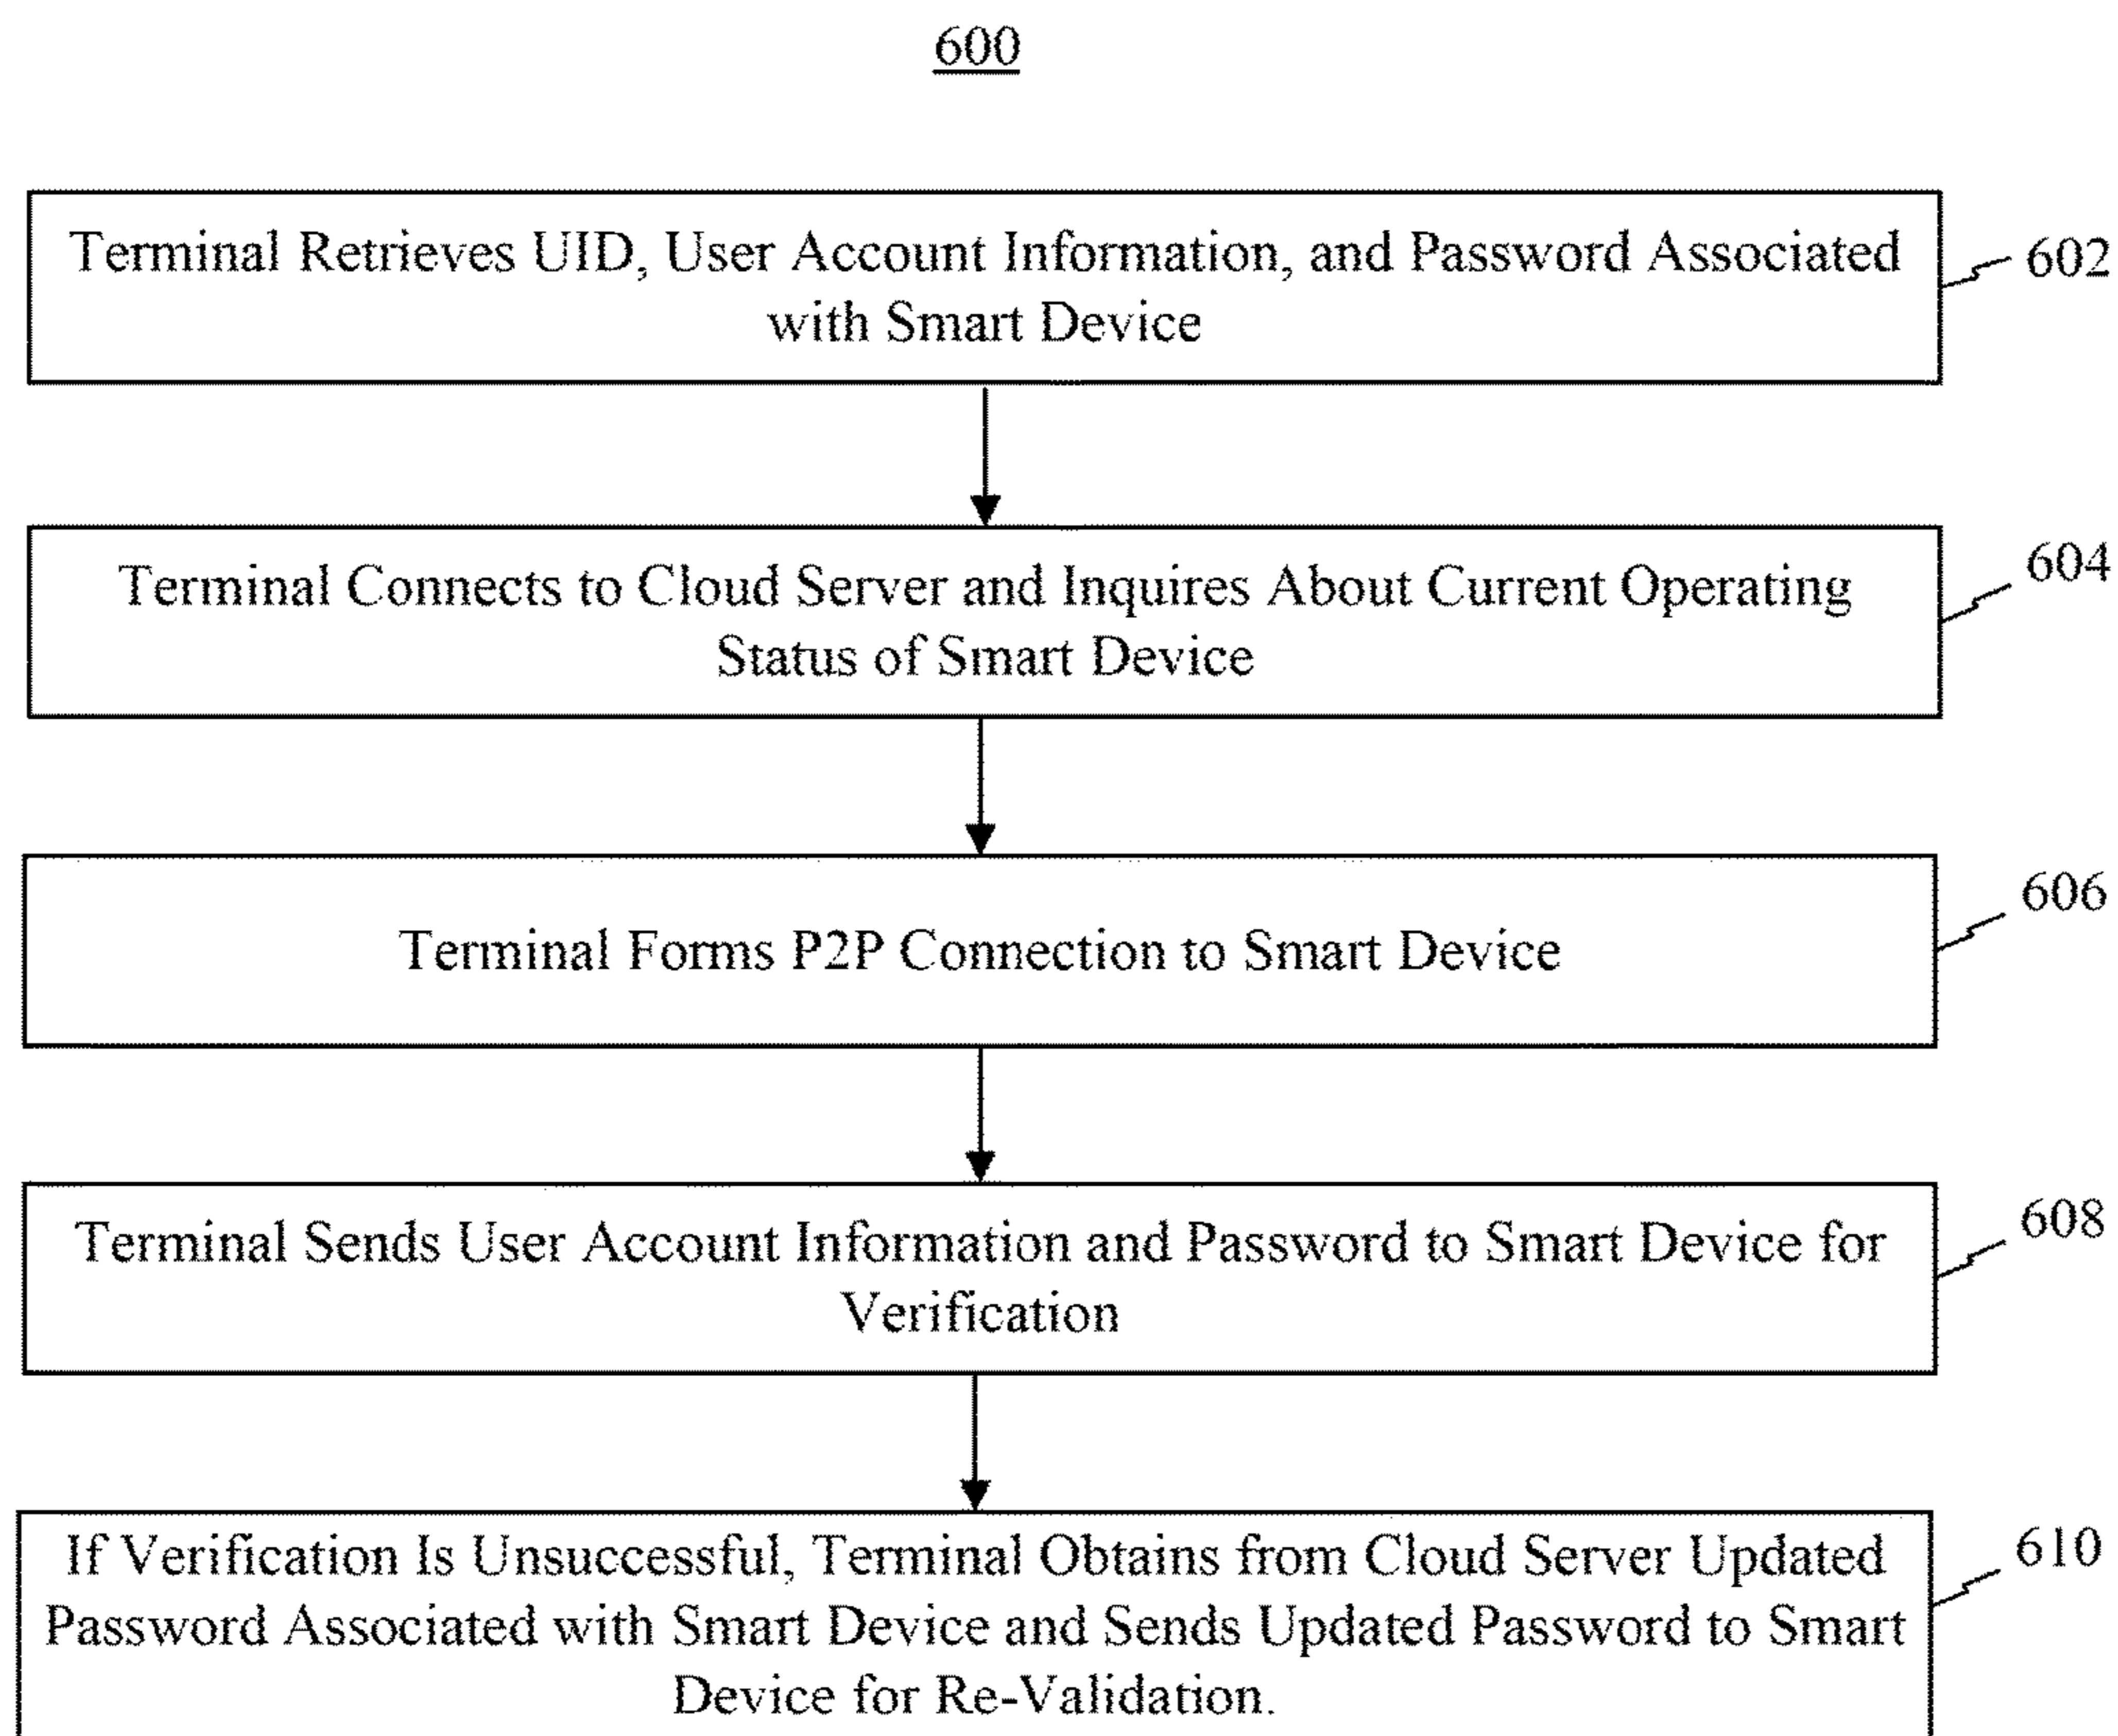 600
Terminal Retrieves UID, User Account Information, and Password Associated
with Smart Device
602
Terminal Connects to Cloud Server and Inquires About Current Operating
Status of Smart Device
604
Terminal Forms P2P Connection to Smart Device
606
Terminal Sends User Account Information and Password to Smart Device for
Verification
608
If Verification Is Unsuccessful, Terminal Obtains from Cloud Server Updated
Password Associated with Smart Device and Sends Updated Password to Smart
Device for Re-Validation.
610